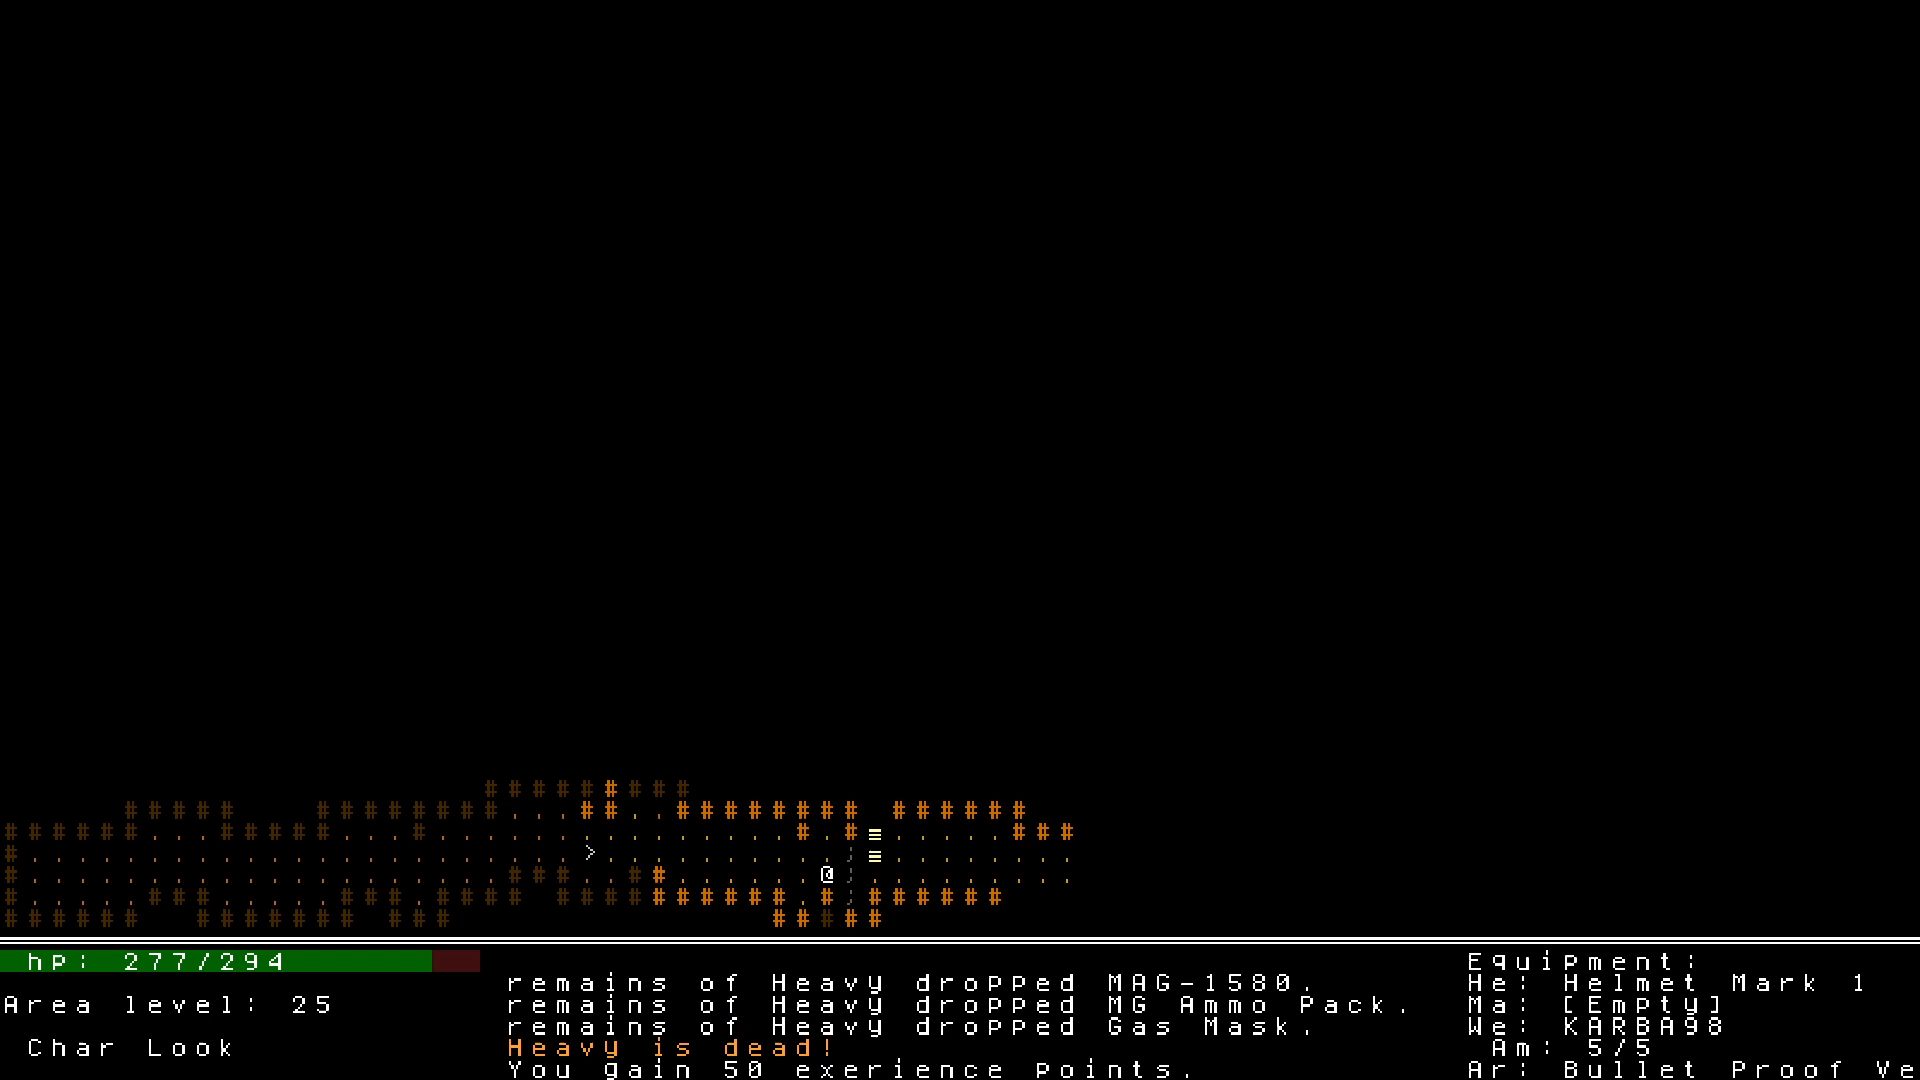 hp: 277/294
Area level: 25
Char Look
remains of Heavy dropped MAG-1580.
remains of Heavy dropped MG Ammo Pack.
remains of Heavy dropped Gas Mask.
Heavy is dead!
You gain 50 exerience points.
Equipment:
He: Helmet Mark 1
Ma: [Empty]
We: KARBA98
Am: 5/5
Ar: Bullet Proof Ve